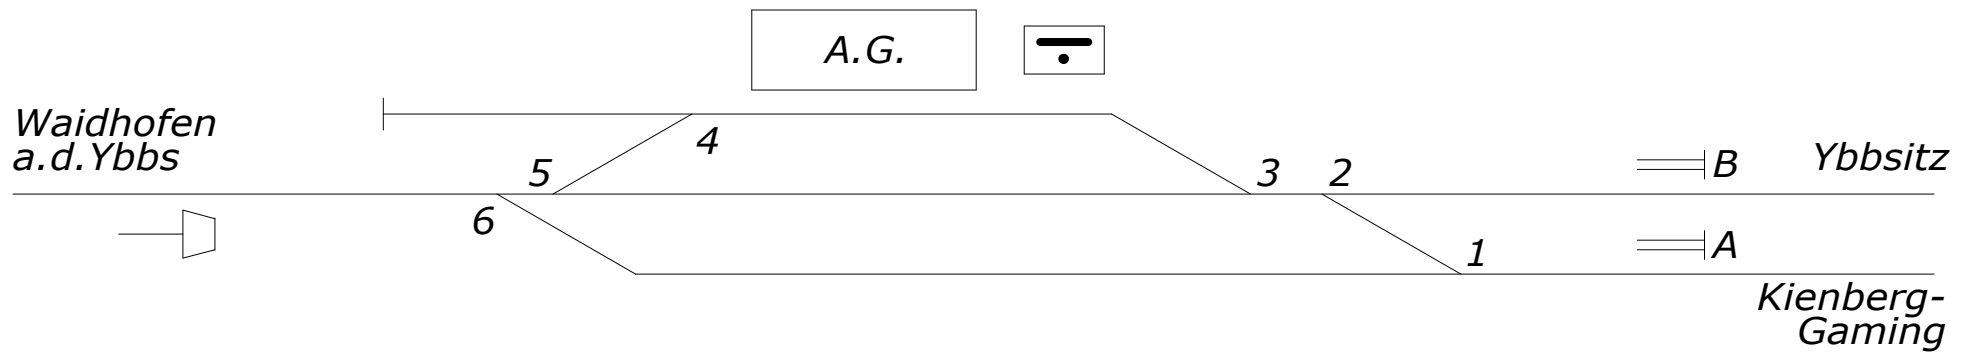 A.G.
Waidhofen
a.d.Ybbs
4
5
3
2
B
Ybbsitz
6
1
A
Kienberg-
Gaming